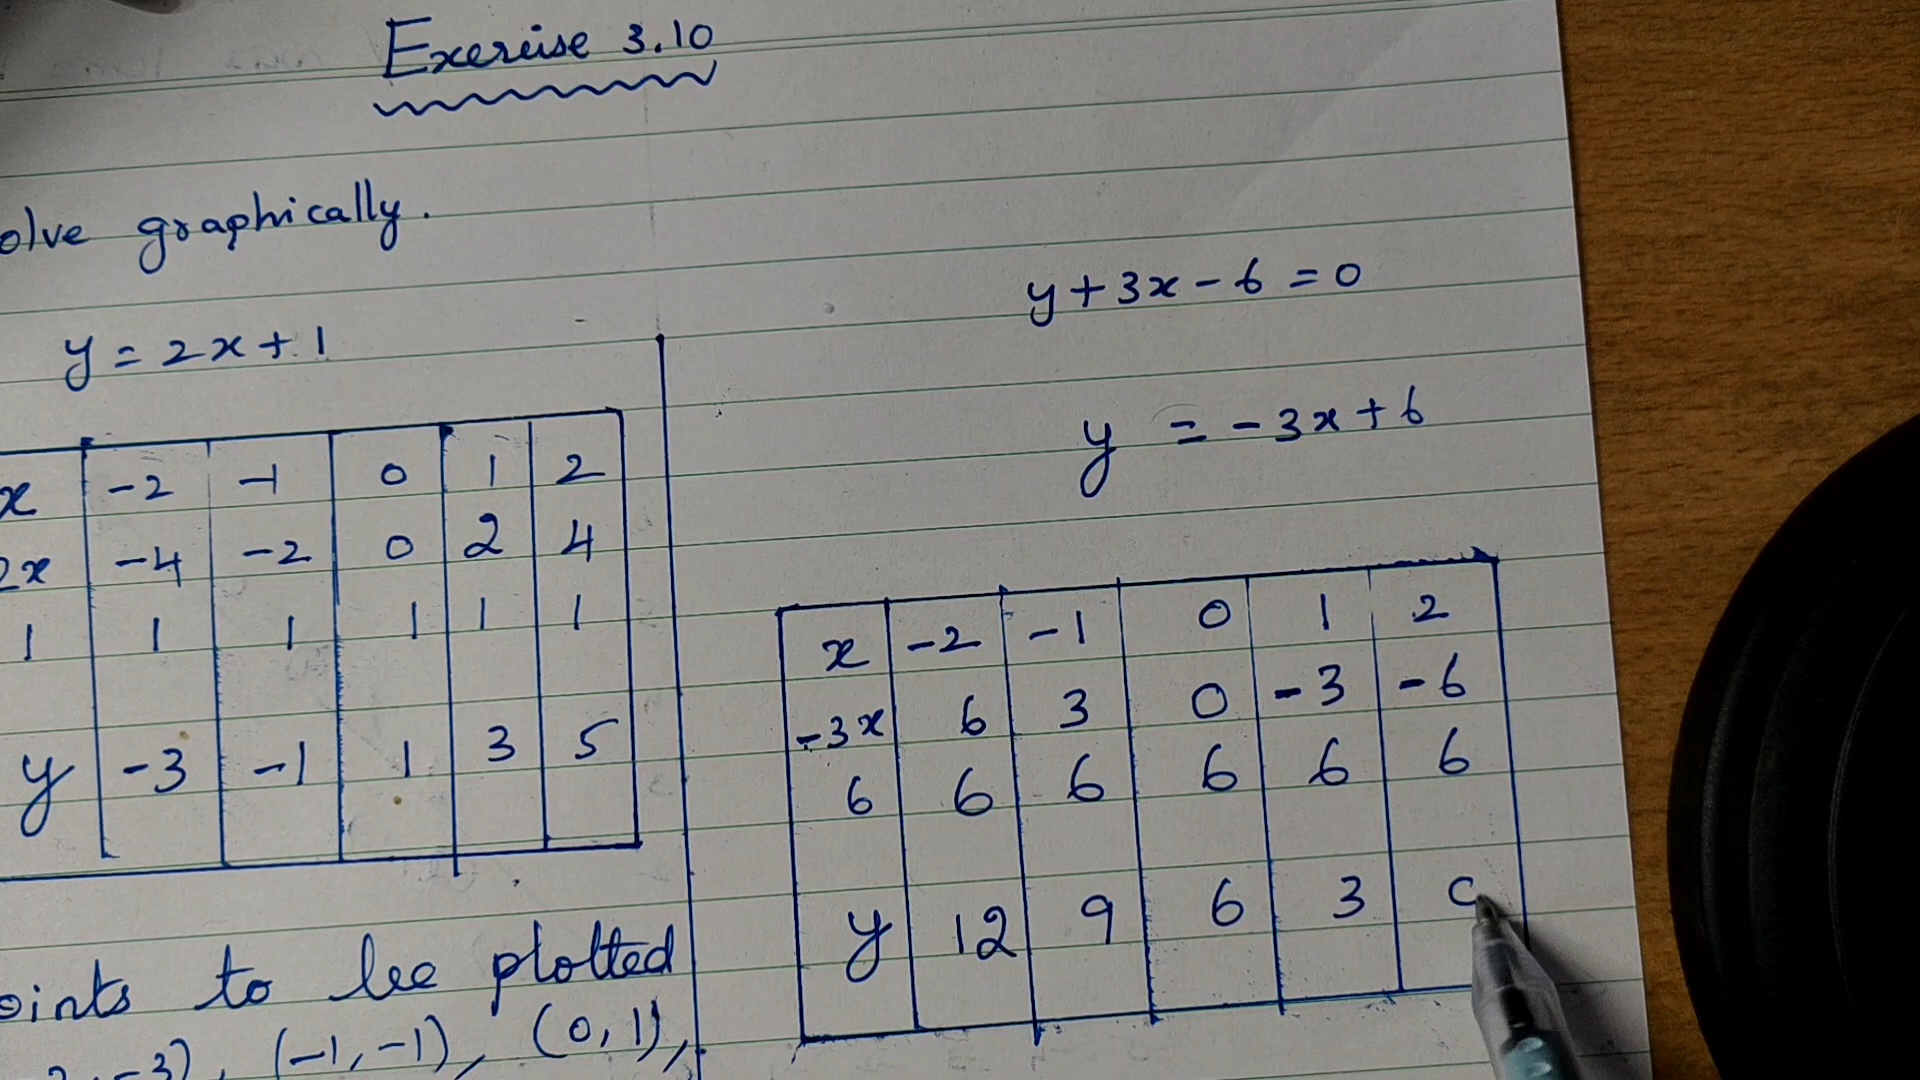 Exercise 3.10
olve graphically.
y = 2x + 1
x -2 -1 0 1 2
2x -4 -2 0 2 4
1 1 1 1 1 1
y -3 -1 1 3 5
oints to be plotted
2, -3), (-1, -1), (0, 1),
y + 3x - 6 = 0
y = -3x + 6
x -2 -1 0 1 2
-3x 6 3 0 -3 -6
6 6 6 6 6 6
y 12 9 6 3